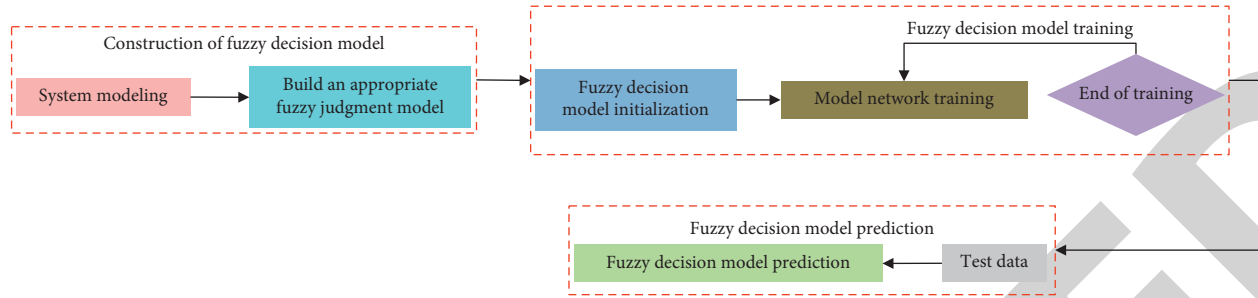 Construction of fuzzy decision model
System modeling
Build an appropriate
fuzzy judgment model
Fuzzy decision model training
Fuzzy decision
model initialization
Model network training
End of training
Fuzzy decision model prediction
Fuzzy decision model prediction
Test data